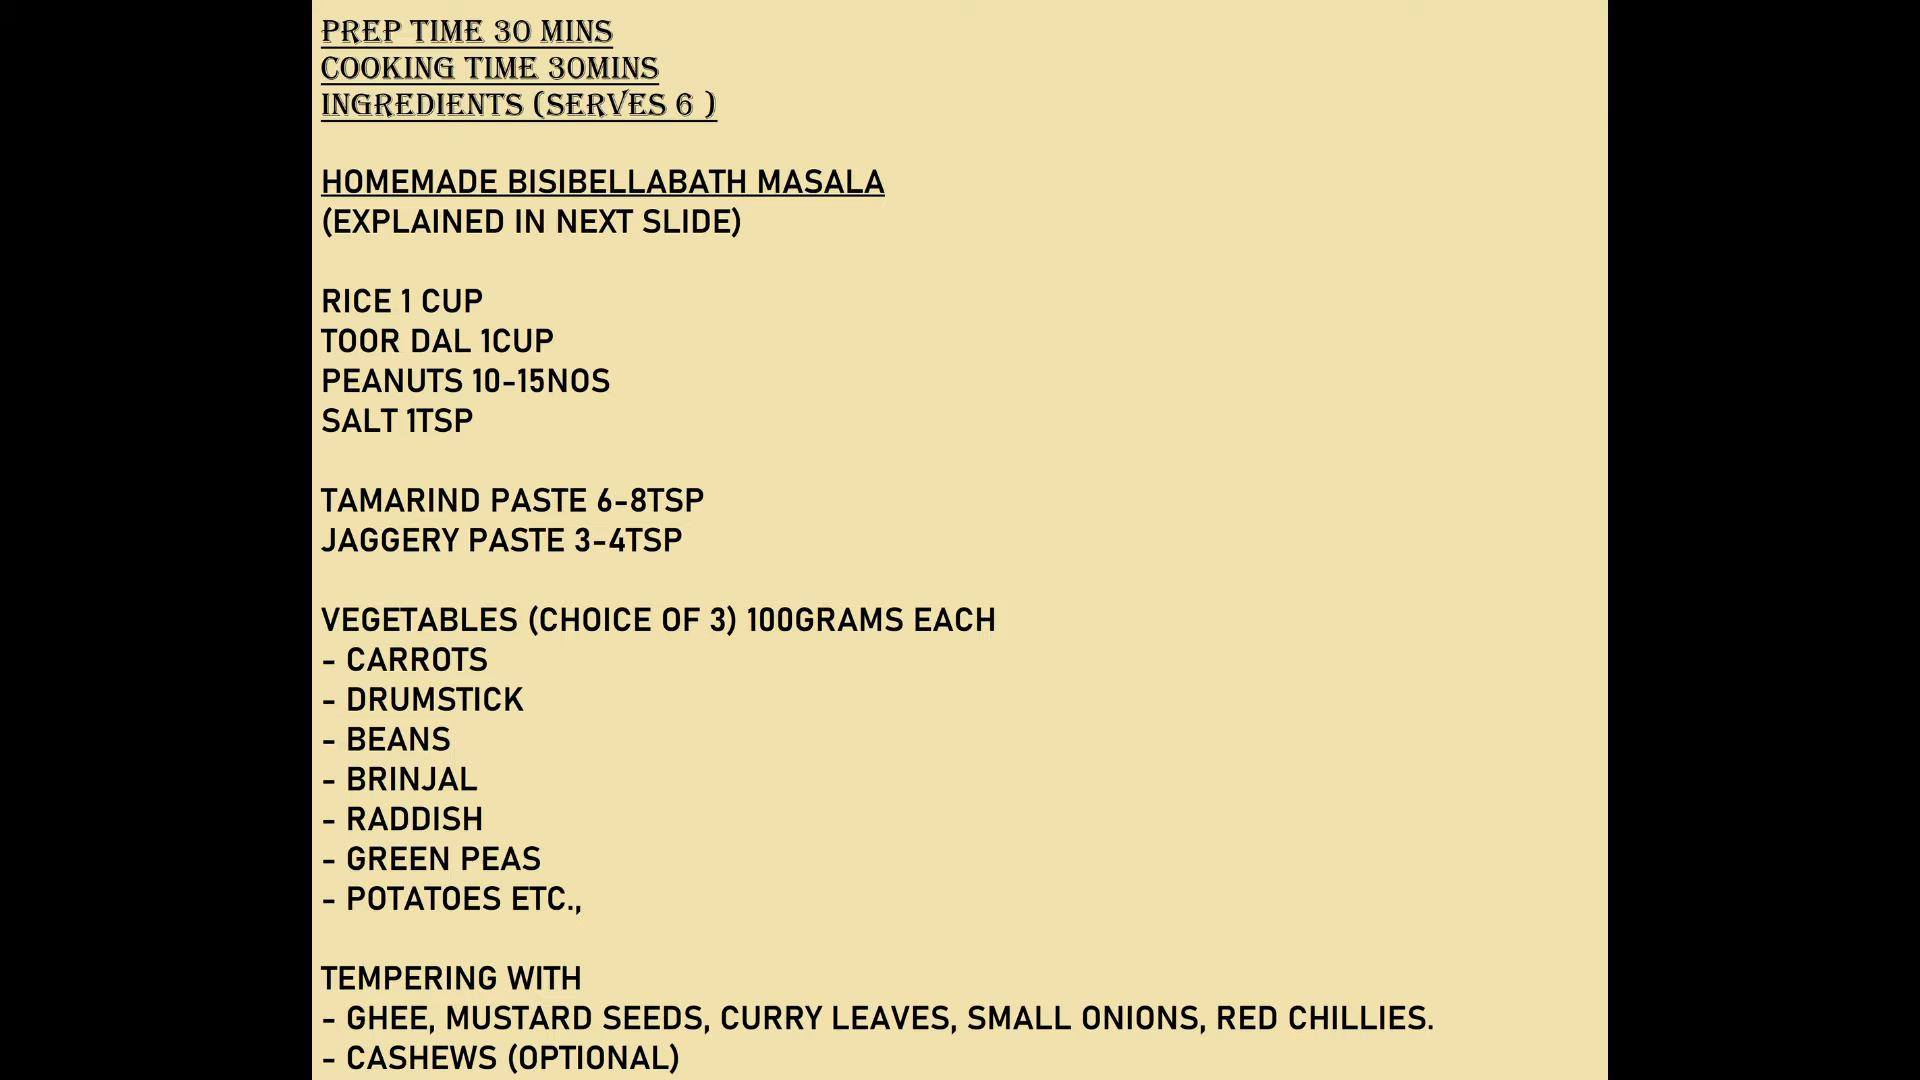 PREP TIME 30 MINS
COOKING TIME 30MINS
INGREDIENTS (SERVES 6 )
HOMEMADE BISIBELLABATH MASALA
(EXPLAINED IN NEXT SLIDE)
RICE 1 CUP
TOOR DAL 1CUP
PEANUTS 10-15NOS
SALT 1TSP
TAMARIND PASTE 6-8TSP
JAGGERY PASTE 3-4TSP
VEGETABLES (CHOICE OF 3) 100GRAMS EACH
- CARROTS
- DRUMSTICK
- BEANS
- BRINJAL
- RADDISH
- GREEN PEAS
- POTATOES ETC.,
TEMPERING WITH
- GHEE, MUSTARD SEEDS, CURRY LEAVES, SMALL ONIONS, RED CHILLIES.
- CASHEWS (OPTIONAL)